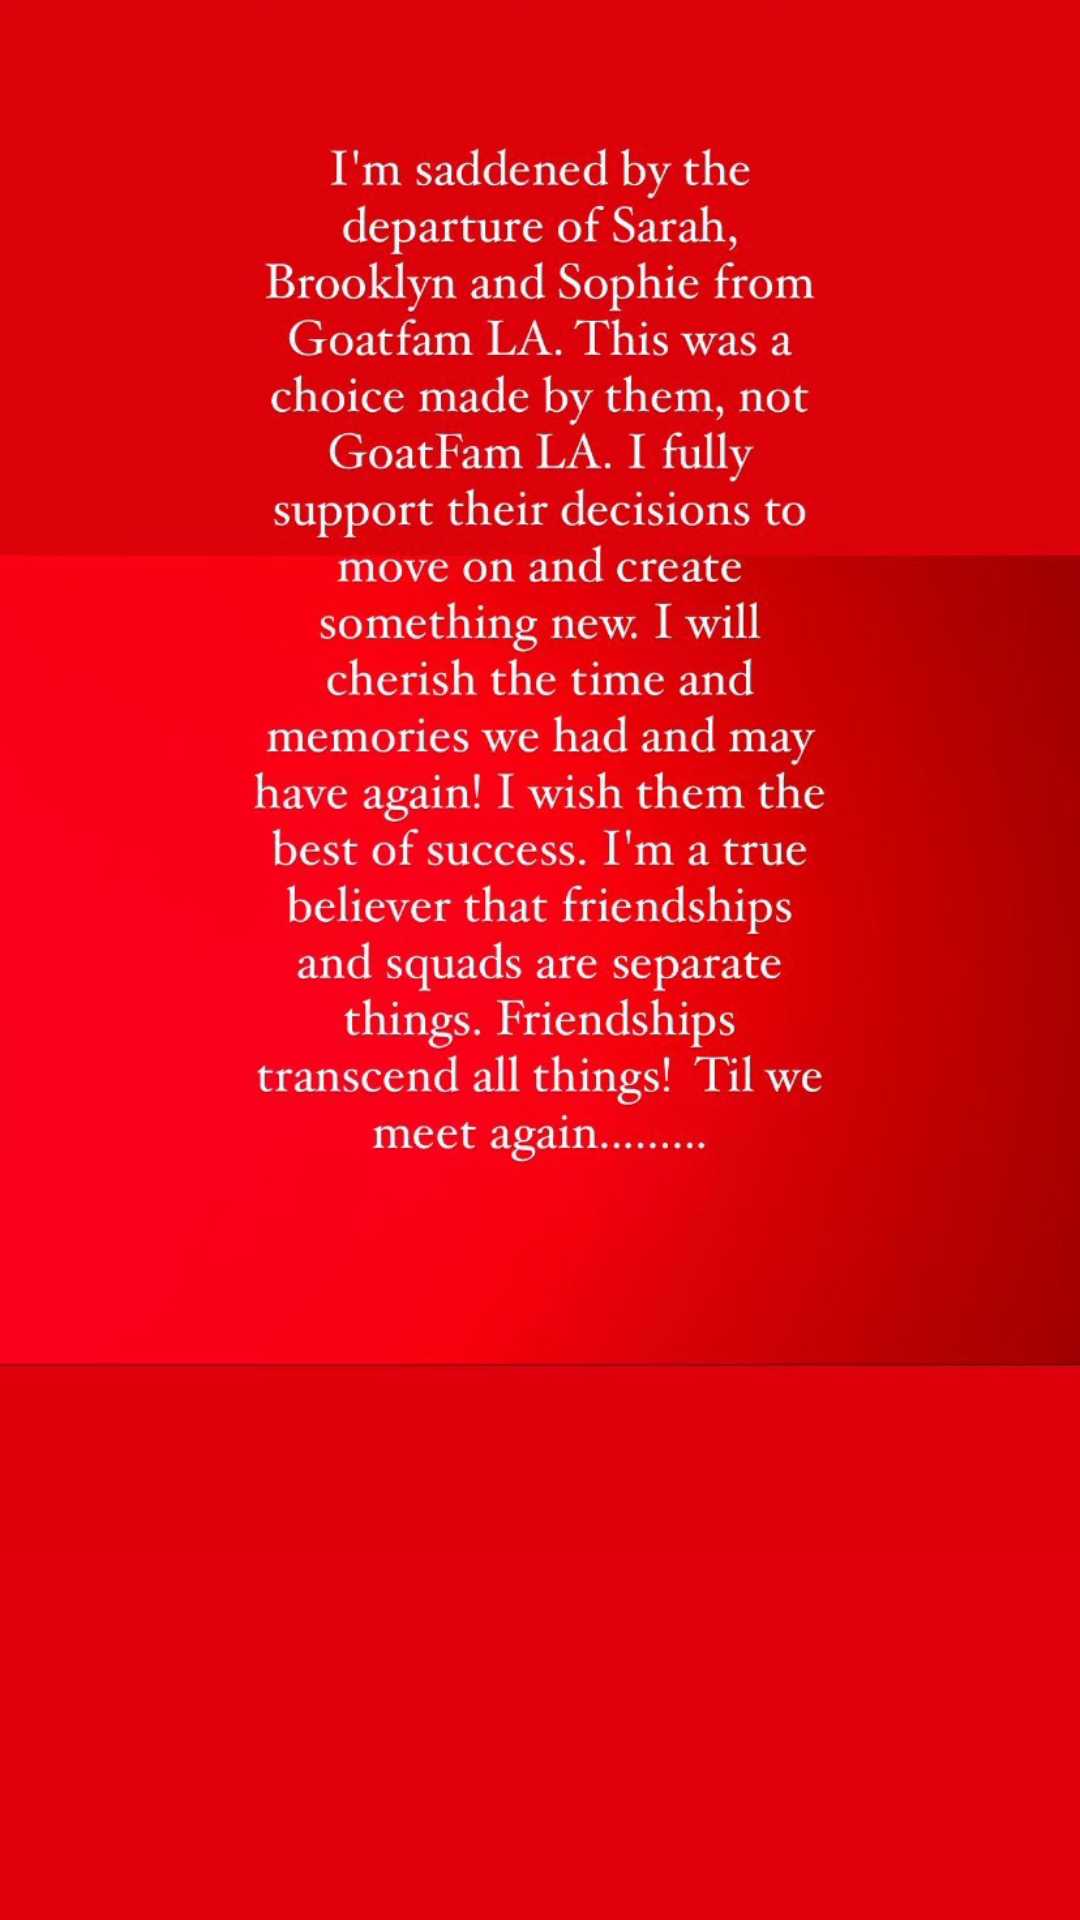 I'm saddened by the
departure of Sarah,
Brooklyn and Sophie from
Goatfam LA. This was a
choice made by them, not
GoatFam LA. I fully
support their decisions to
move on and create
something new. I will
cherish the time and
memories we had and may
have again! I wish them the
best of success. I'm a true
believer that friendships
and squads are separate
things. Friendships
transcend all things!  Til we
meet again.........